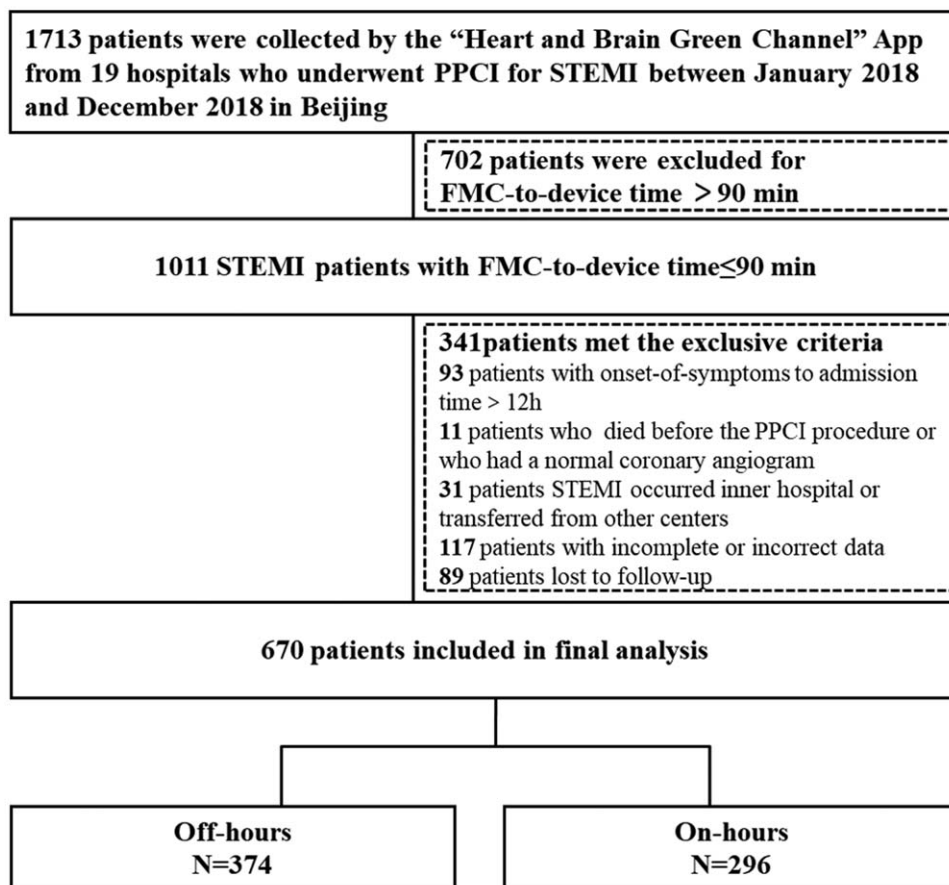 1713 patients were collected by the “Heart and Brain Green Channel” App
from 19 hospitals who underwent PPCI for STEMI between January 2018
and December 2018 in Beijing
702 patients were excluded for
FMC-to-device time > 90 min
1011 STEMI patients with FMC-to-device time≤90 min
341patients met the exclusive criteria
93 patients with onset-of-symptoms to admission
time > 12h
11 patients who died before the PPCI procedure or
who had a normal coronary angiogram
31 patients STEMI occurred inner hospital or
transferred from other centers
117 patients with incomplete or incorrect data
89 patients lost to follow-up
670 patients included in final analysis
Off-hours
N=374
On-hours
N=296